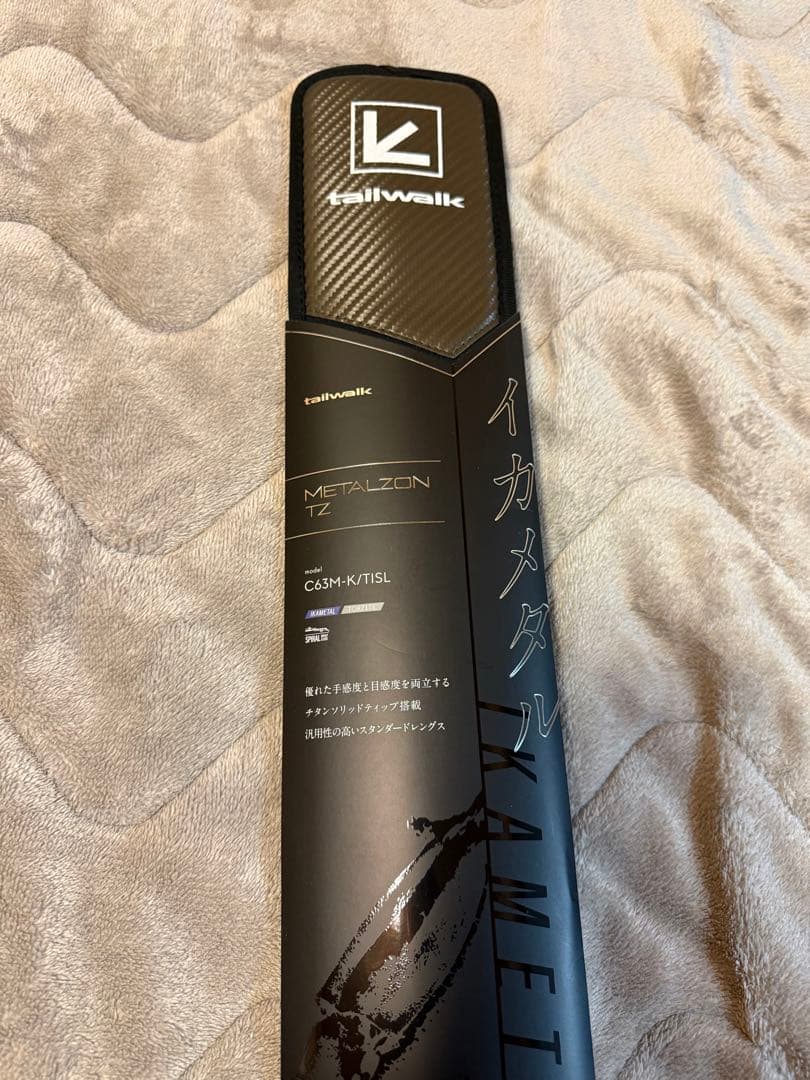 tailwalk
tailwalk
METALZON
TZ
model
C63M-K/TISL
IKAMETAL
SPIRAL
優れた手感度と目感度を両立する
チタンソリッドティップ搭載
汎用性の高いスタンダードレングス
イカメタル
IKAMET